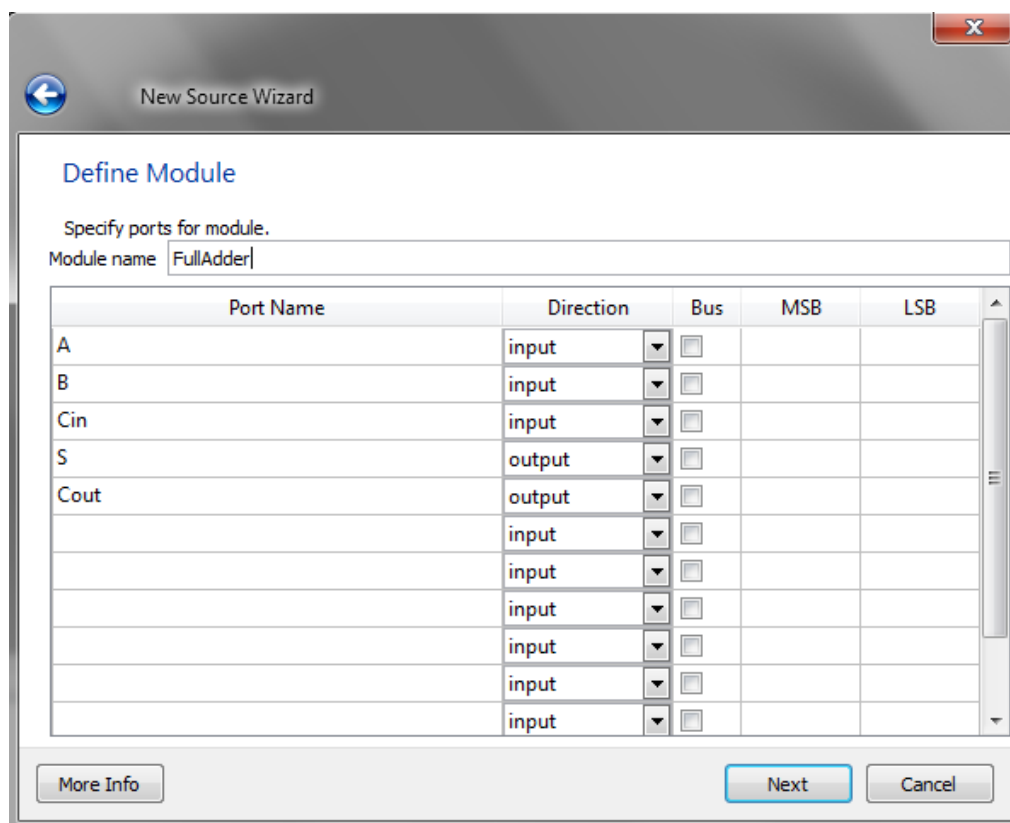 New Source Wizard
Define Module
Specify ports for module.
Module name FullAdder
Port Name Direction Bus MSB LSB
A input
B input
Cin input
S output
Cout output
input
input
input
input
input
input
More Info Next Cancel